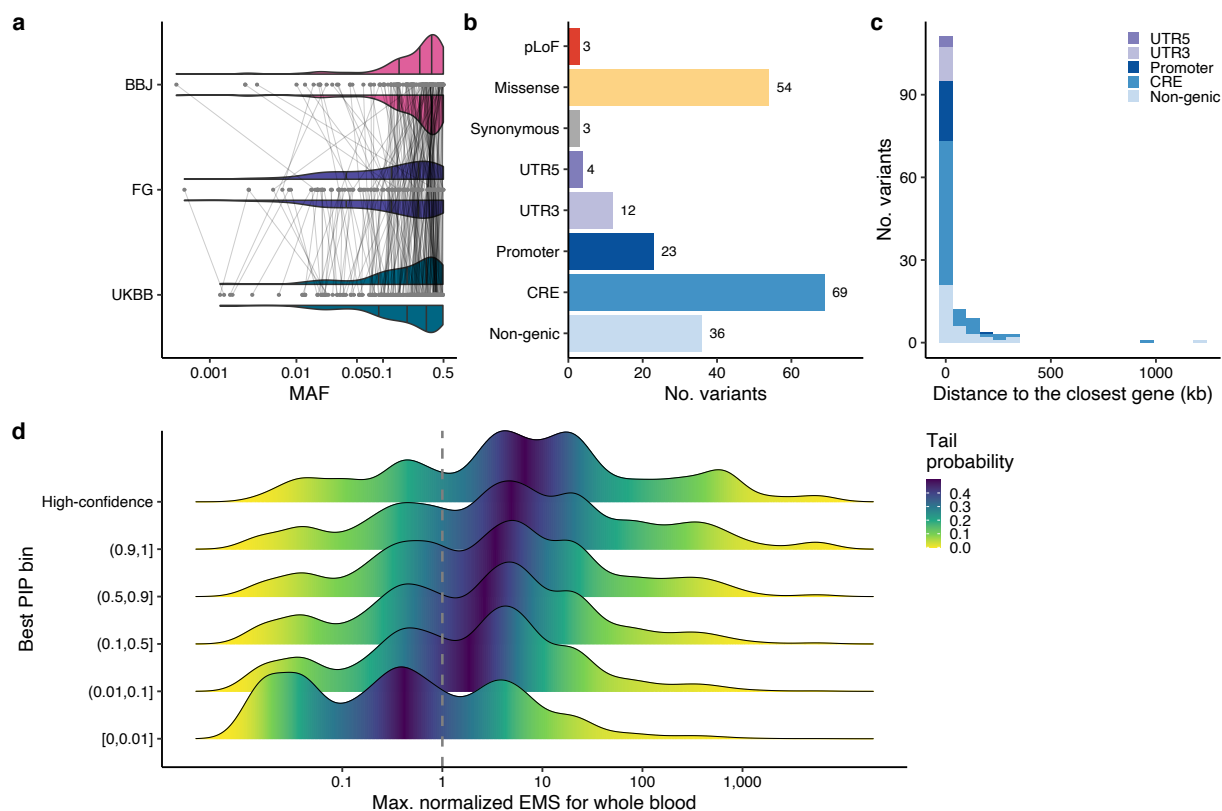 a
BBJ
FG
UKBB
0.001
0.01
0.050.1
0.5
MAF
b
pLoF
Missense
Synonymous
UTR5
UTR3
Promoter
CRE
Non-genic
3
54
3
4
12
23
69
36
0
20
40
60
No. variants
c
UTR5
UTR3
Promoter
CRE
Non-genic
No. variants
90
60
30
0
0
500
1000
Distance to the closest gene (kb)
d
Best PIP bin
High-confidence
(0.9,1]
(0.5,0.9]
(0.1,0.5]
(0.01,0.1]
[0,0.01]
0.1
1
10
100
1,000
Max. normalized EMS for whole blood
Tail
probability
0.4
0.3
0.2
0.1
0.0